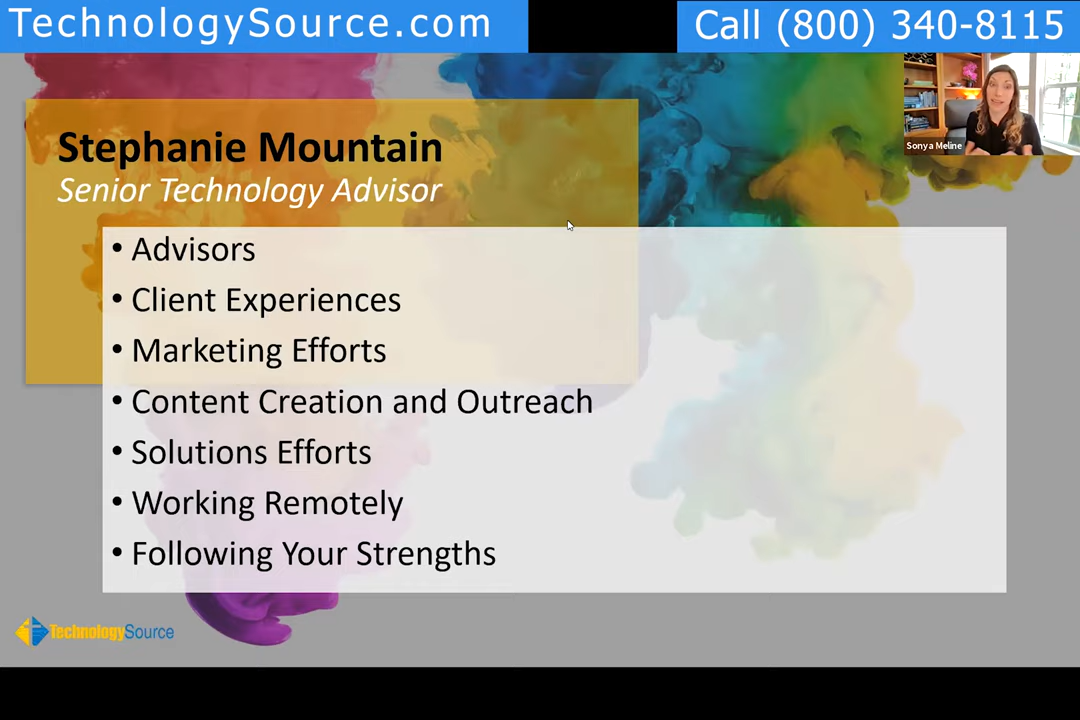 TechnologySource.com
Call (800) 340-8115
Sonya Meline
Stephanie Mountain
Senior Technology Advisor
• Advisors
• Client Experiences
• Marketing Efforts
• Content Creation and Outreach
• Solutions Efforts
• Working Remotely
• Following Your Strengths
TechnologySource